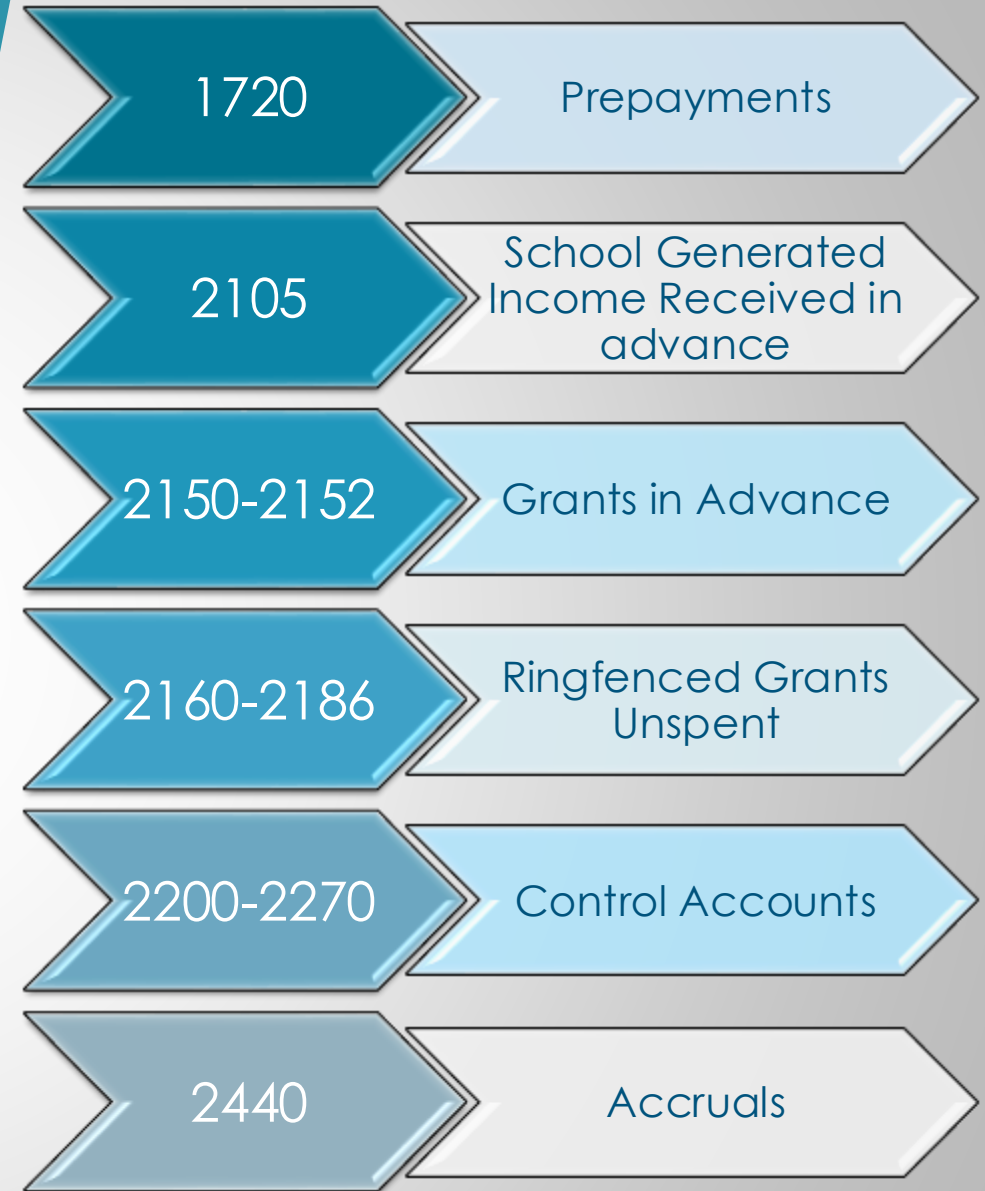 1720
Prepayments
2105
School Generated
Income Received in
advance
2150-2152
Grants in Advance
2160-2186
Ringfenced Grants
Unspent
2200-2270
Control Accounts
2440
Accruals